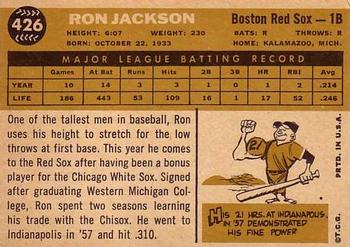 426
RON JACKSON
Boston Red Sox — 1B
HEIGHT: 6:07 WEIGHT: 230 BATS: R THROWS: R
BORN: OCTOBER 22, 1933 HOME: KALAMAZOO, MICH.
MAJOR LEAGUE BATTING RECORD
Games At-Bat Runs Hits 2B 3B HR RBI B.Avg.
YEAR 10 14 3 3 1 0 1 2 .214
LIFE 186 443 53 109 16 1 17 52 .246
One of the tallest men in baseball, Ron
uses his height to stretch for the low
throws at first base. This year he comes
to the Red Sox after having been a bonus
player for the Chicago White Sox. Signed
after graduating Western Michigan Col-
lege, Ron spent two seasons learning
his trade with the Chisox. He went to
Indianapolis in '57 and hit .310.
21
HIS 21 HRS. AT INDIANAPOLIS
IN '57 DEMONSTRATED
HIS FINE POWER
©T.C.G. PRTD. IN U.S.A.